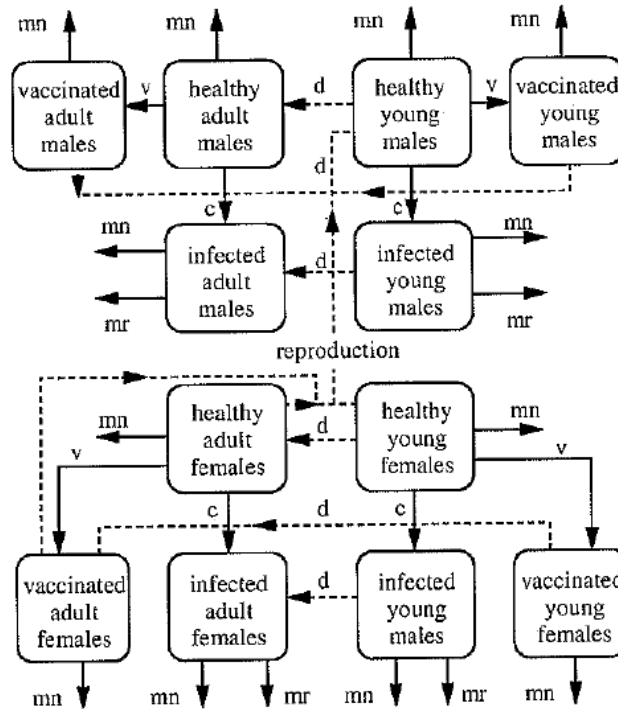 mn mn mn mn
vaccinated
adult
males
v
healthy
adult
males
d
healthy
young
males
v
vaccinated
young
males
d
c c
mn
mr
infected
adult
males
d
infected
young
males
mn
mr
reproduction
mn
healthy
adult
females
d
healthy
young
females
mn
v v
c d c
vaccinated
adult
females
infected
adult
females
d
infected
young
males
vaccinated
young
females
mn mn mr mn mr mn